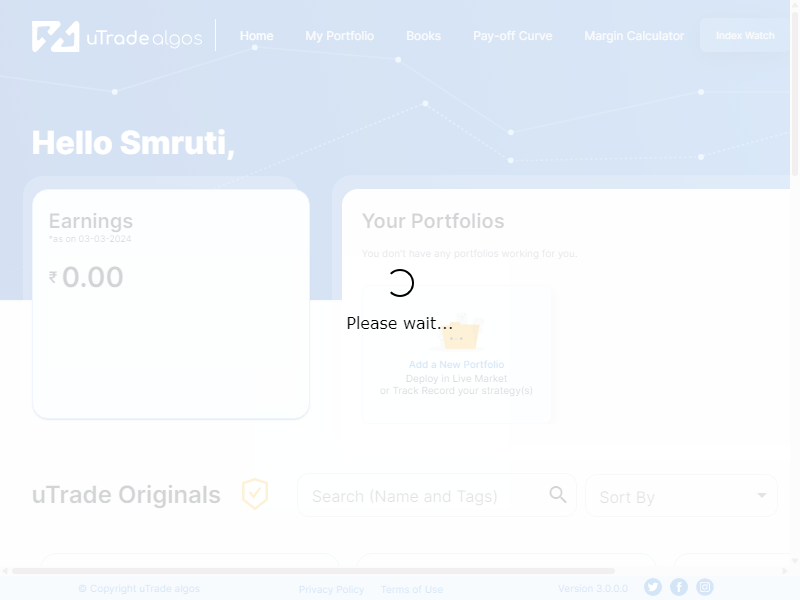 uTrade algos
Home My Portfolio Books Pay-off Curve Margin Calculator Index Watch
Hello Smruti,
Earnings
*as on 03-03-2024
₹ 0.00
Your Portfolios
You don't have any portfolios working for you.
Please wait...
Add a New Portfolio
Deploy in Live Market
or Track Record your strategy(s)
uTrade Originals
Search (Name and Tags)
Sort By
© Copyright uTrade algos Privacy Policy Terms of Use Version 3.0.0.0